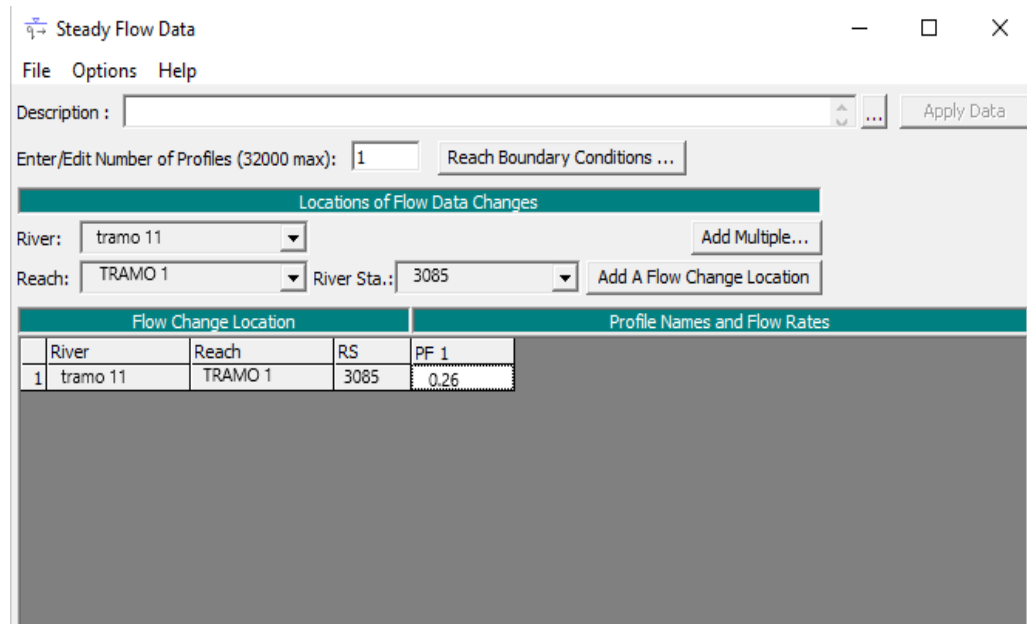 Steady Flow Data
File Options Help
Description :
... Apply Data
Enter/Edit Number of Profiles (32000 max): 1 Reach Boundary Conditions ...
Locations of Flow Data Changes
River: tramo 11 Add Multiple...
Reach: TRAMO 1 River Sta.: 3085 Add A Flow Change Location
Flow Change Location Profile Names and Flow Rates
River Reach RS PF 1
1 tramo 11 TRAMO 1 3085 0.26